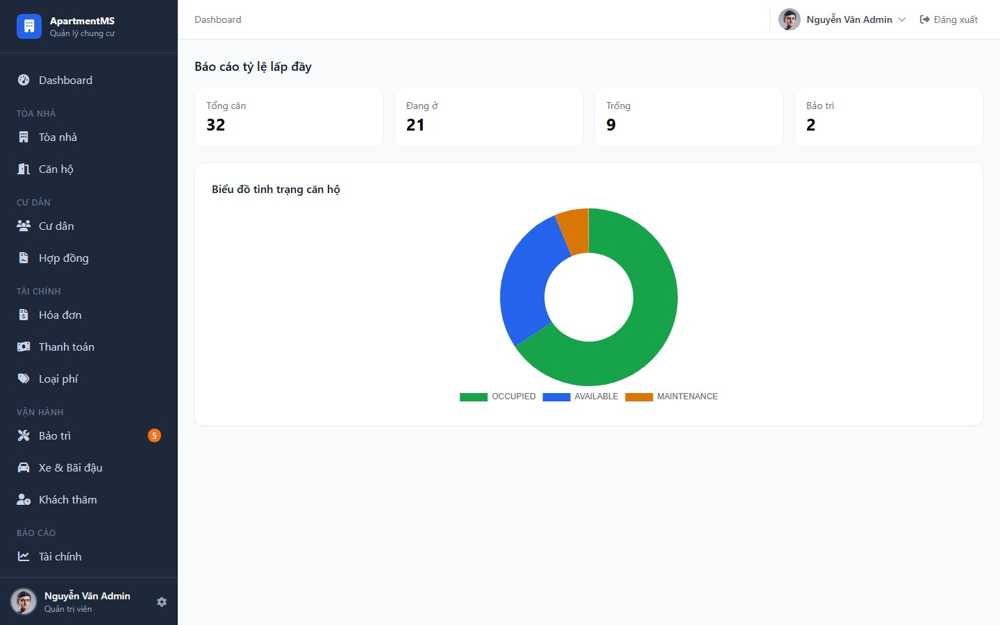 ApartmentMS
Quản lý chung cư
Dashboard
TÒA NHÀ
Tòa nhà
Căn hộ
CƯ DÂN
Cư dân
Hợp đồng
TÀI CHÍNH
Hóa đơn
Thanh toán
Loại phí
VẬN HÀNH
Bảo trì 5
Xe & Bãi đậu
Khách thăm
BÁO CÁO
Tài chính
Nguyễn Văn Admin
Quản trị viên
Dashboard
Nguyễn Văn Admin
Đăng xuất
Báo cáo tỷ lệ lấp đầy
Tổng căn
32
Đang ở
21
Trống
9
Bảo trì
2
Biểu đồ tình trạng căn hộ
OCCUPIED AVAILABLE MAINTENANCE